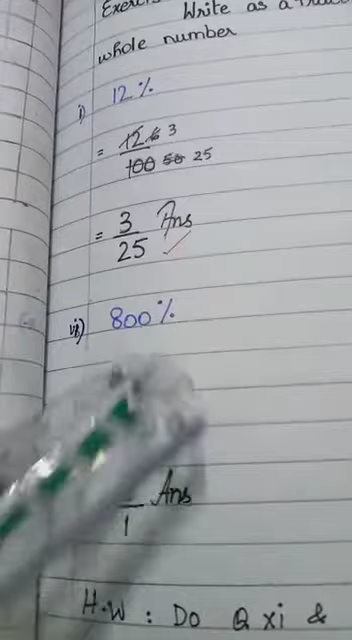 Write as a
whole number
i) 12%
= 12 6 3
100 50 25
= 3 Ans
25
800%
Ans
1
H.W : Do Q xi &